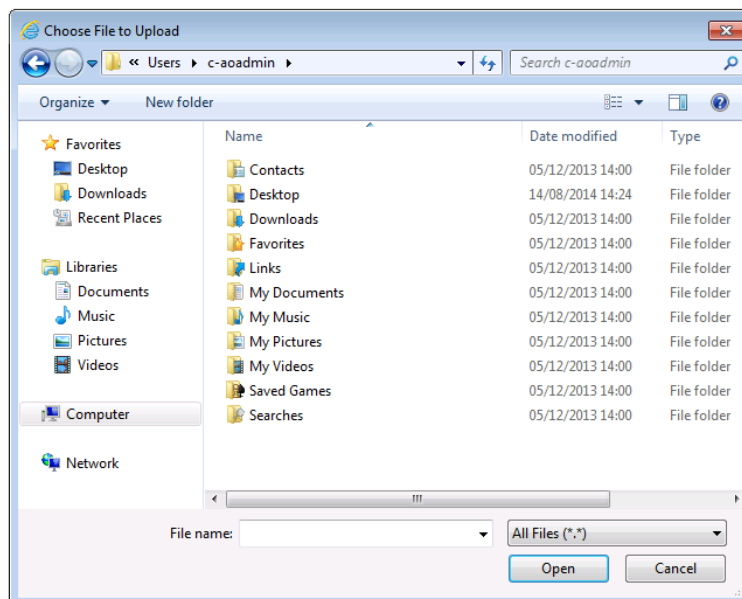 Choose File to Upload
« Users c-aoadmin Search c-aoadmin
Organize New folder
Name Date modified Type
Favorites
Desktop
Downloads
Recent Places
Libraries
Documents
Music
Pictures
Videos
Computer
Network
Contacts 05/12/2013 14:00 File folder
Desktop 14/08/2014 14:24 File folder
Downloads 05/12/2013 14:00 File folder
Favorites 05/12/2013 14:00 File folder
Links 05/12/2013 14:00 File folder
My Documents 05/12/2013 14:00 File folder
My Music 05/12/2013 14:00 File folder
My Pictures 05/12/2013 14:00 File folder
My Videos 05/12/2013 14:00 File folder
Saved Games 05/12/2013 14:00 File folder
Searches 05/12/2013 14:00 File folder
File name: All Files (*.*)
Open Cancel